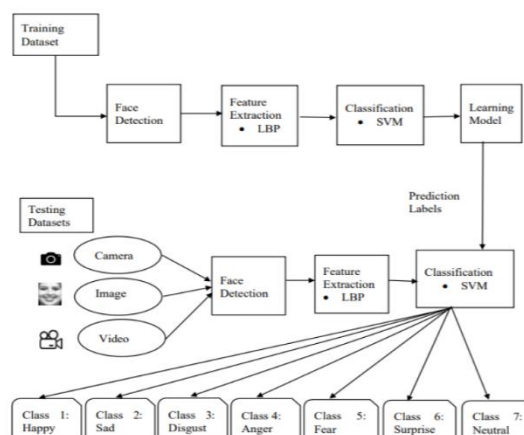 Training
Dataset
Face
Detection
Feature
Extraction
• LBP
Classification
• SVM
Learning
Model
Prediction
Labels
Testing
Datasets
Camera
Image
Video
Face
Detection
Feature
Extraction
• LBP
Classification
• SVM
Class 1:
Happy
Class 2:
Sad
Class 3:
Disgust
Class 4:
Anger
Class 5:
Fear
Class 6:
Surprise
Class 7:
Neutral